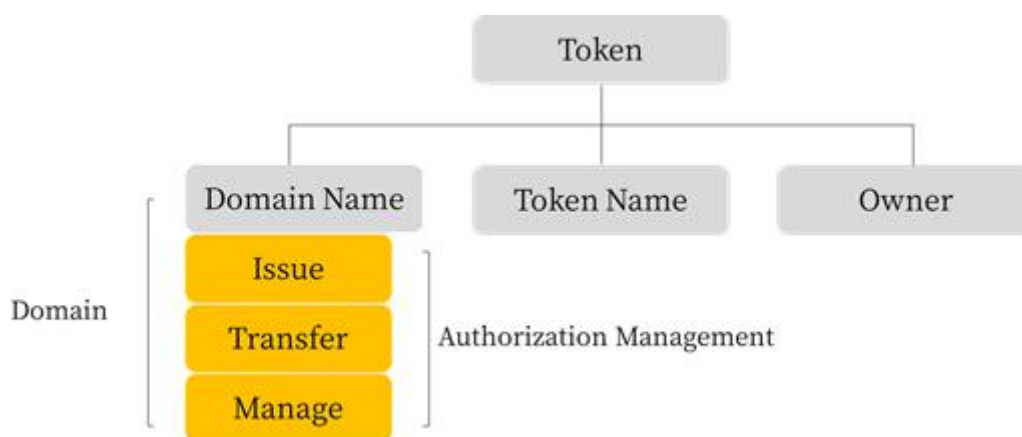 Token
Domain Name
Token Name
Owner
Issue
Domain
Transfer
Authorization Management
Manage